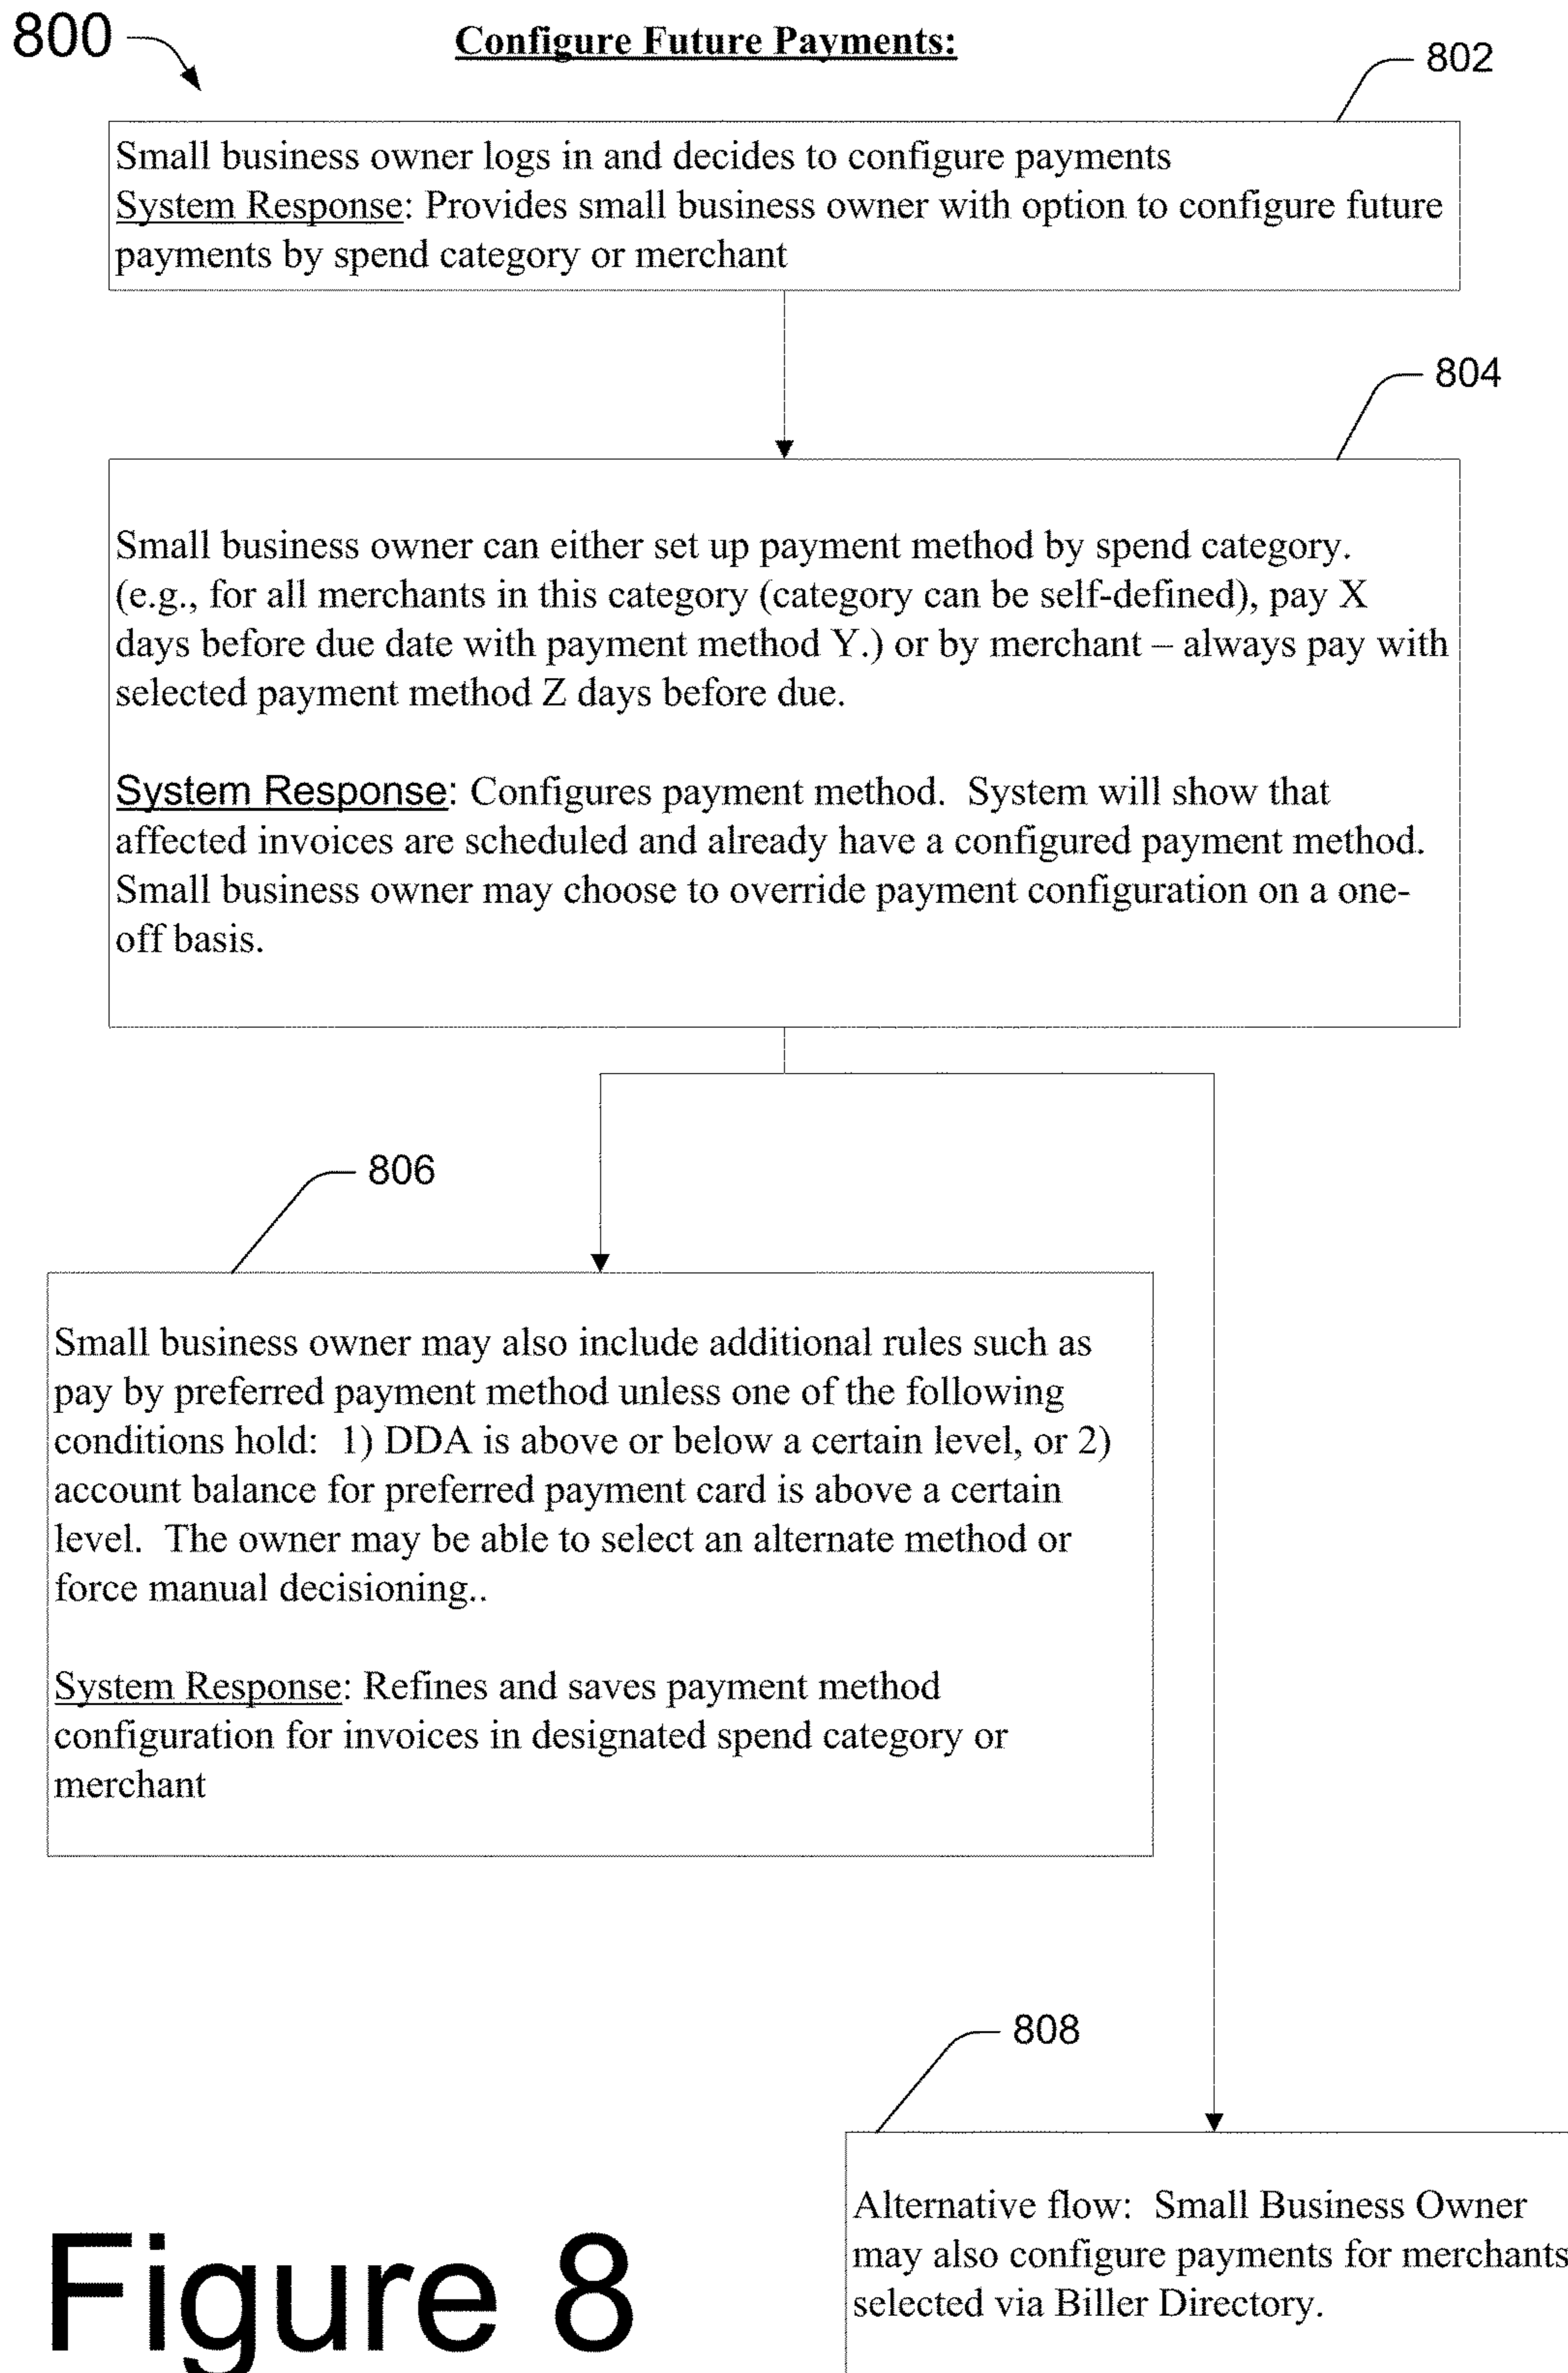 800
Configure Future Payments:
802
Small business owner logs in and decides to configure payments
System Response: Provides small business owner with option to configure future
payments by spend category or merchant
804
Small business owner can either set up payment method by spend category.
(e.g., for all merchants in this category (category can be self-defined), pay X
days before due date with payment method Y.) or by merchant – always pay with
selected payment method Z days before due.
System Response: Configures payment method. System will show that
affected invoices are scheduled and already have a configured payment method.
Small business owner may choose to override payment configuration on a one-
off basis.
806
Small business owner may also include additional rules such as
pay by preferred payment method unless one of the following
conditions hold: 1) DDA is above or below a certain level, or 2)
account balance for preferred payment card is above a certain
level. The owner may be able to select an alternate method or
force manual decisioning..
System Response: Refines and saves payment method
configuration for invoices in designated spend category or
merchant
808
Alternative flow: Small Business Owner
may also configure payments for merchants
selected via Biller Directory.
Figure 8